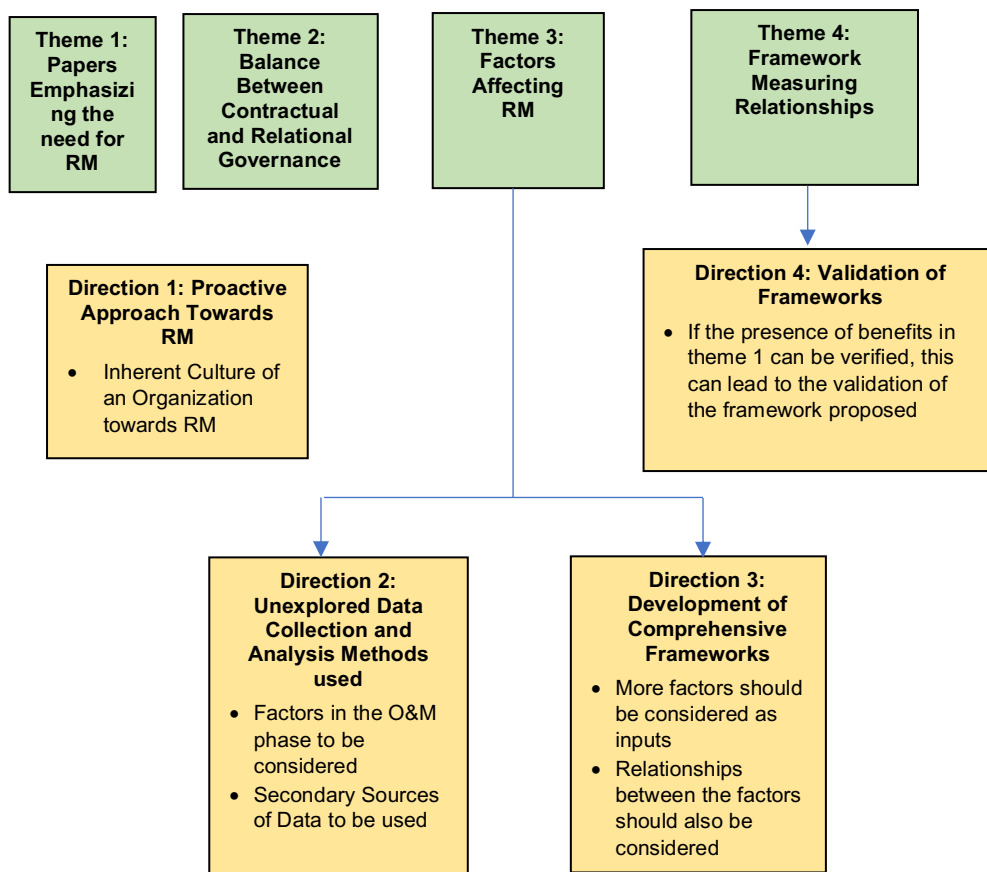 Theme 1:
Papers
Emphasizi
ng the
need for
RM
Theme 2:
Balance
Between
Contractual
and Relational
Governance
Theme 3:
Factors
Affecting
RM
Theme 4:
Framework
Measuring
Relationships
Direction 1: Proactive
Approach Towards
RM
• Inherent Culture of
an Organization
towards RM
Direction 4: Validation of
Frameworks
• If the presence of benefits in
theme 1 can be verified, this
can lead to the validation of
the framework proposed
Direction 2:
Unexplored Data
Collection and
Analysis Methods
used
• Factors in the O&M
phase to be
considered
• Secondary Sources
of Data to be used
Direction 3:
Development of
Comprehensive
Frameworks
• More factors should
be considered as
inputs
• Relationships
between the factors
should also be
considered